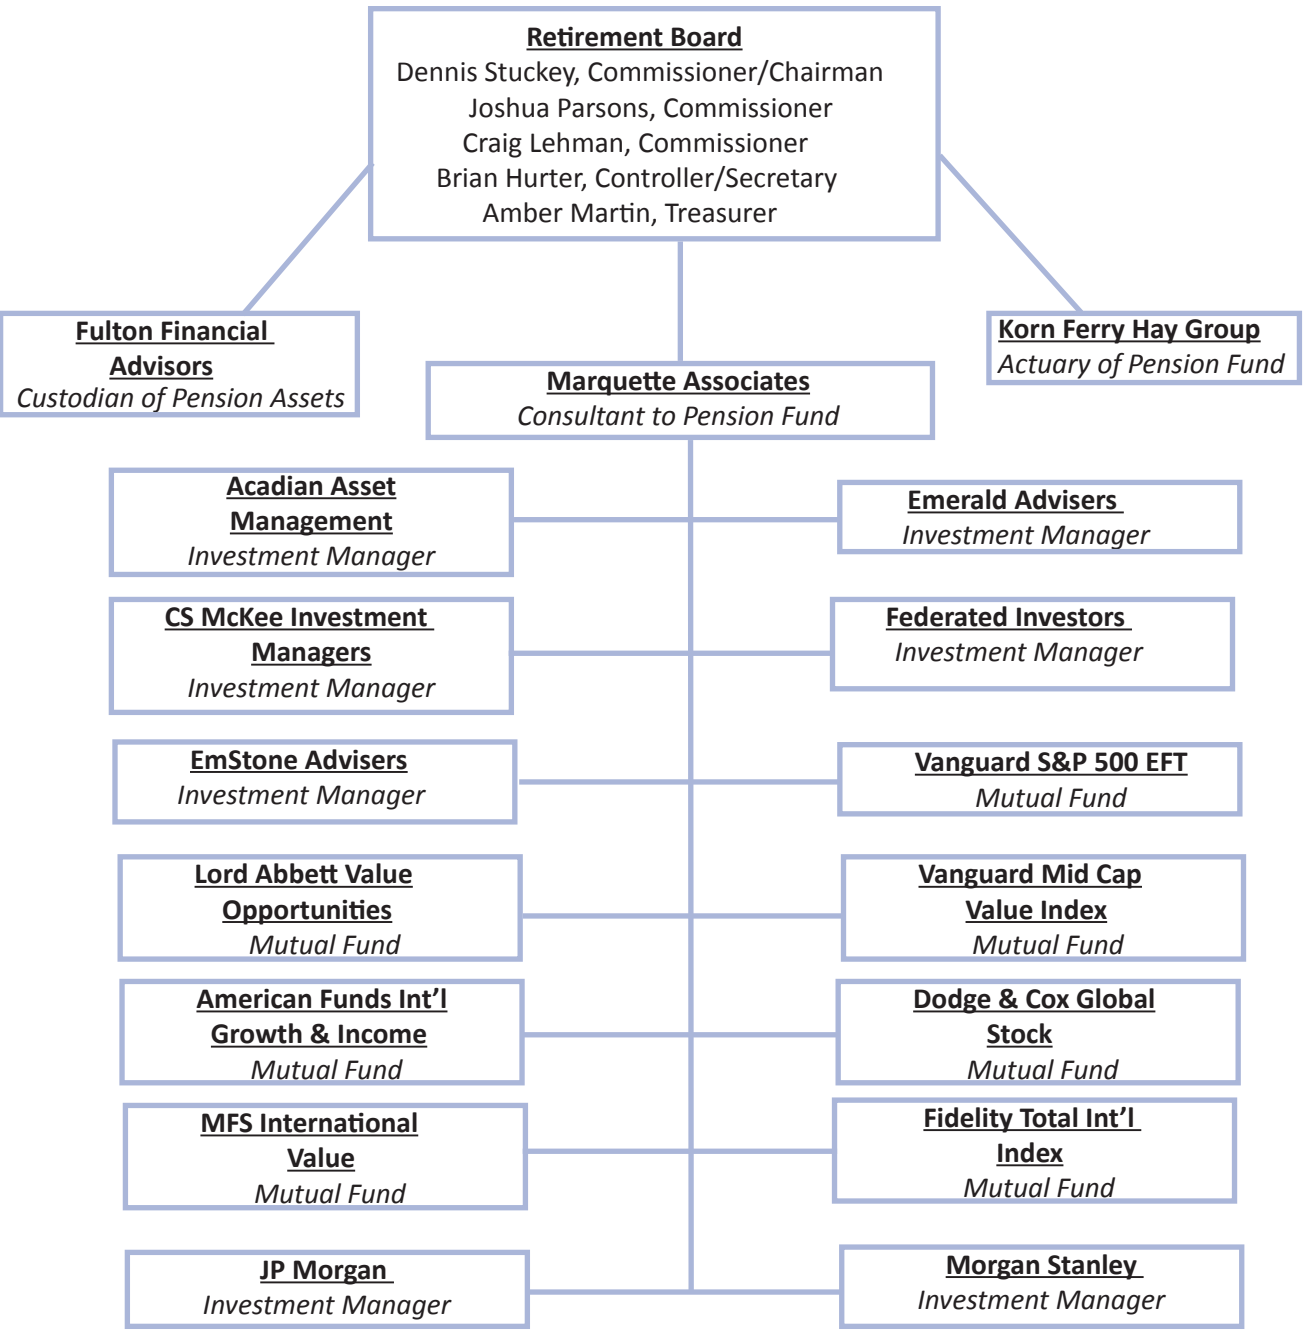 Retirement Board
Dennis Stuckey, Commissioner/Chairman
Joshua Parsons, Commissioner
Craig Lehman, Commissioner
Brian Hurter, Controller/Secretary
Amber Martin, Treasurer
Fulton Financial
Advisors
Custodian of Pension Assets
Marquette Associates
Consultant to Pension Fund
Korn Ferry Hay Group
Actuary of Pension Fund
Acadian Asset
Management
Investment Manager
Emerald Advisers
Investment Manager
CS McKee Investment
Managers
Investment Manager
Federated Investors
Investment Manager
EmStone Advisers
Investment Manager
Vanguard S&P 500 EFT
Mutual Fund
Lord Abbett Value
Opportunities
Mutual Fund
Vanguard Mid Cap
Value Index
Mutual Fund
American Funds Int’l
Growth & Income
Mutual Fund
Dodge & Cox Global
Stock
Mutual Fund
MFS International
Value
Mutual Fund
Fidelity Total Int’l
Index
Mutual Fund
JP Morgan
Investment Manager
Morgan Stanley
Investment Manager